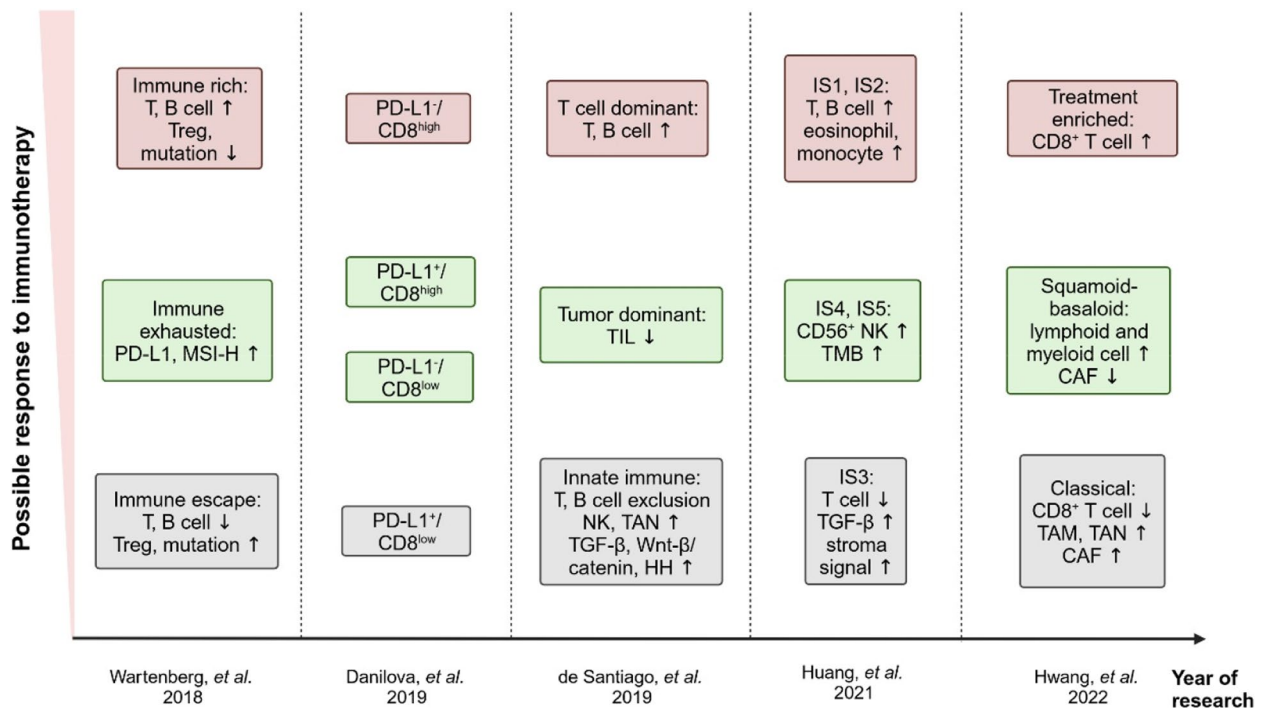 Possible response to immunotherapy
Immune rich:
T, B cell ↑
Treg,
mutation ↓
Immune
exhausted:
PD-L1, MSI-H ↑
Immune escape:
T, B cell ↓
Treg, mutation ↑
Wartenberg, et al.
2018
PD-L1⁻/
CD8ʰⁱᵍʰ
PD-L1⁺/
CD8ʰⁱᵍʰ
PD-L1⁻/
CD8ˡᵒʷ
PD-L1⁺/
CD8ˡᵒʷ
Danilova, et al.
2019
T cell dominant:
T, B cell ↑
Tumor dominant:
TIL ↓
Innate immune:
T, B cell exclusion
NK, TAN ↑
TGF-β, Wnt-β/
catenin, HH ↑
de Santiago, et al.
2019
IS1, IS2:
T, B cell ↑
eosinophil,
monocyte ↑
IS4, IS5:
CD56⁺ NK ↑
TMB ↑
IS3:
T cell ↓
TGF-β ↑
stroma
signal ↑
Huang, et al.
2021
Treatment
enriched:
CD8⁺ T cell ↑
Squamoid-
basaloid:
lymphoid and
myeloid cell ↑
CAF ↓
Classical:
CD8⁺ T cell ↓
TAM, TAN ↑
CAF ↑
Hwang, et al.
2022
Year of
research